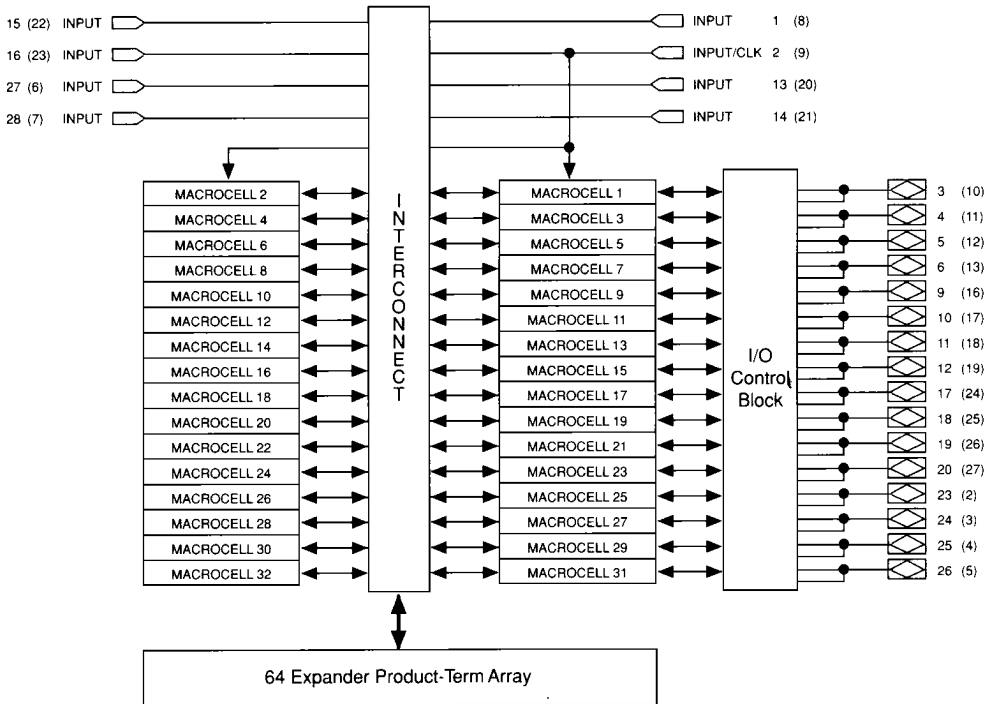 15 (22) INPUT
INPUT 1 (8)
16 (23) INPUT
INPUT/CLK 2 (9)
27 (6) INPUT
INPUT 13 (20)
28 (7) INPUT
INPUT 14 (21)
INTERCONNECT
MACROCELL 2
MACROCELL 1
3 (10)
MACROCELL 4
MACROCELL 3
4 (11)
MACROCELL 6
MACROCELL 5
5 (12)
MACROCELL 8
MACROCELL 7
6 (13)
MACROCELL 10
MACROCELL 9
9 (16)
MACROCELL 12
MACROCELL 11
10 (17)
MACROCELL 14
MACROCELL 13
11 (18)
MACROCELL 16
MACROCELL 15
12 (19)
MACROCELL 18
MACROCELL 17
17 (24)
MACROCELL 20
MACROCELL 19
18 (25)
MACROCELL 22
MACROCELL 21
19 (26)
MACROCELL 24
MACROCELL 23
20 (27)
MACROCELL 26
MACROCELL 25
23 (2)
MACROCELL 28
MACROCELL 27
24 (3)
MACROCELL 30
MACROCELL 29
25 (4)
MACROCELL 32
MACROCELL 31
26 (5)
I/O
Control
Block
64 Expander Product-Term Array